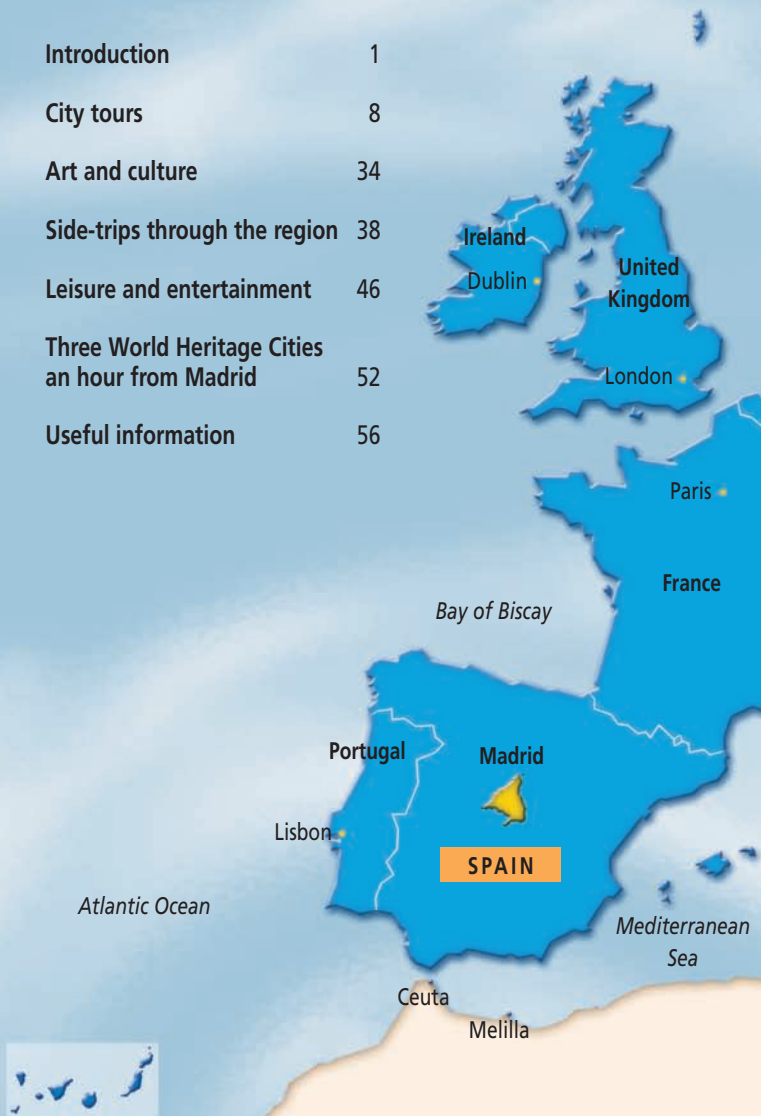 Introduction 1
City tours 8
Art and culture 34
Side-trips through the region 38
Leisure and entertainment 46
Three World Heritage Cities
an hour from Madrid 52
Useful information 56
Ireland
Dublin
United
Kingdom
London
Paris
France
Bay of Biscay
Portugal
Madrid
Lisbon
SPAIN
Atlantic Ocean
Mediterranean
Sea
Ceuta
Melilla